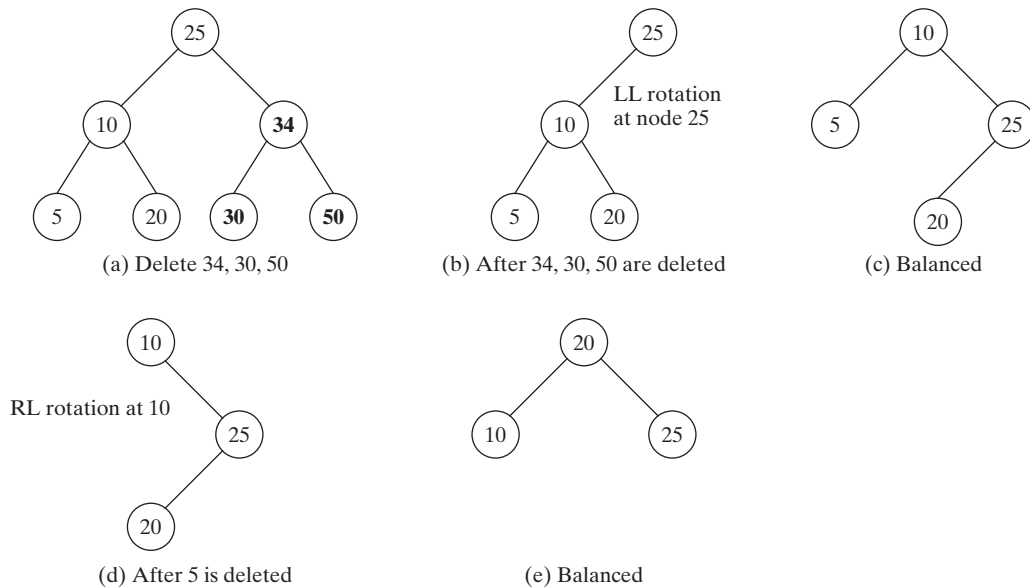 25
10
34
5
20
30
50
(a) Delete 34, 30, 50
25
LL rotation
at node 25
10
5
20
(b) After 34, 30, 50 are deleted
10
5
25
20
(c) Balanced
10
RL rotation at 10
25
20
(d) After 5 is deleted
20
10
25
(e) Balanced